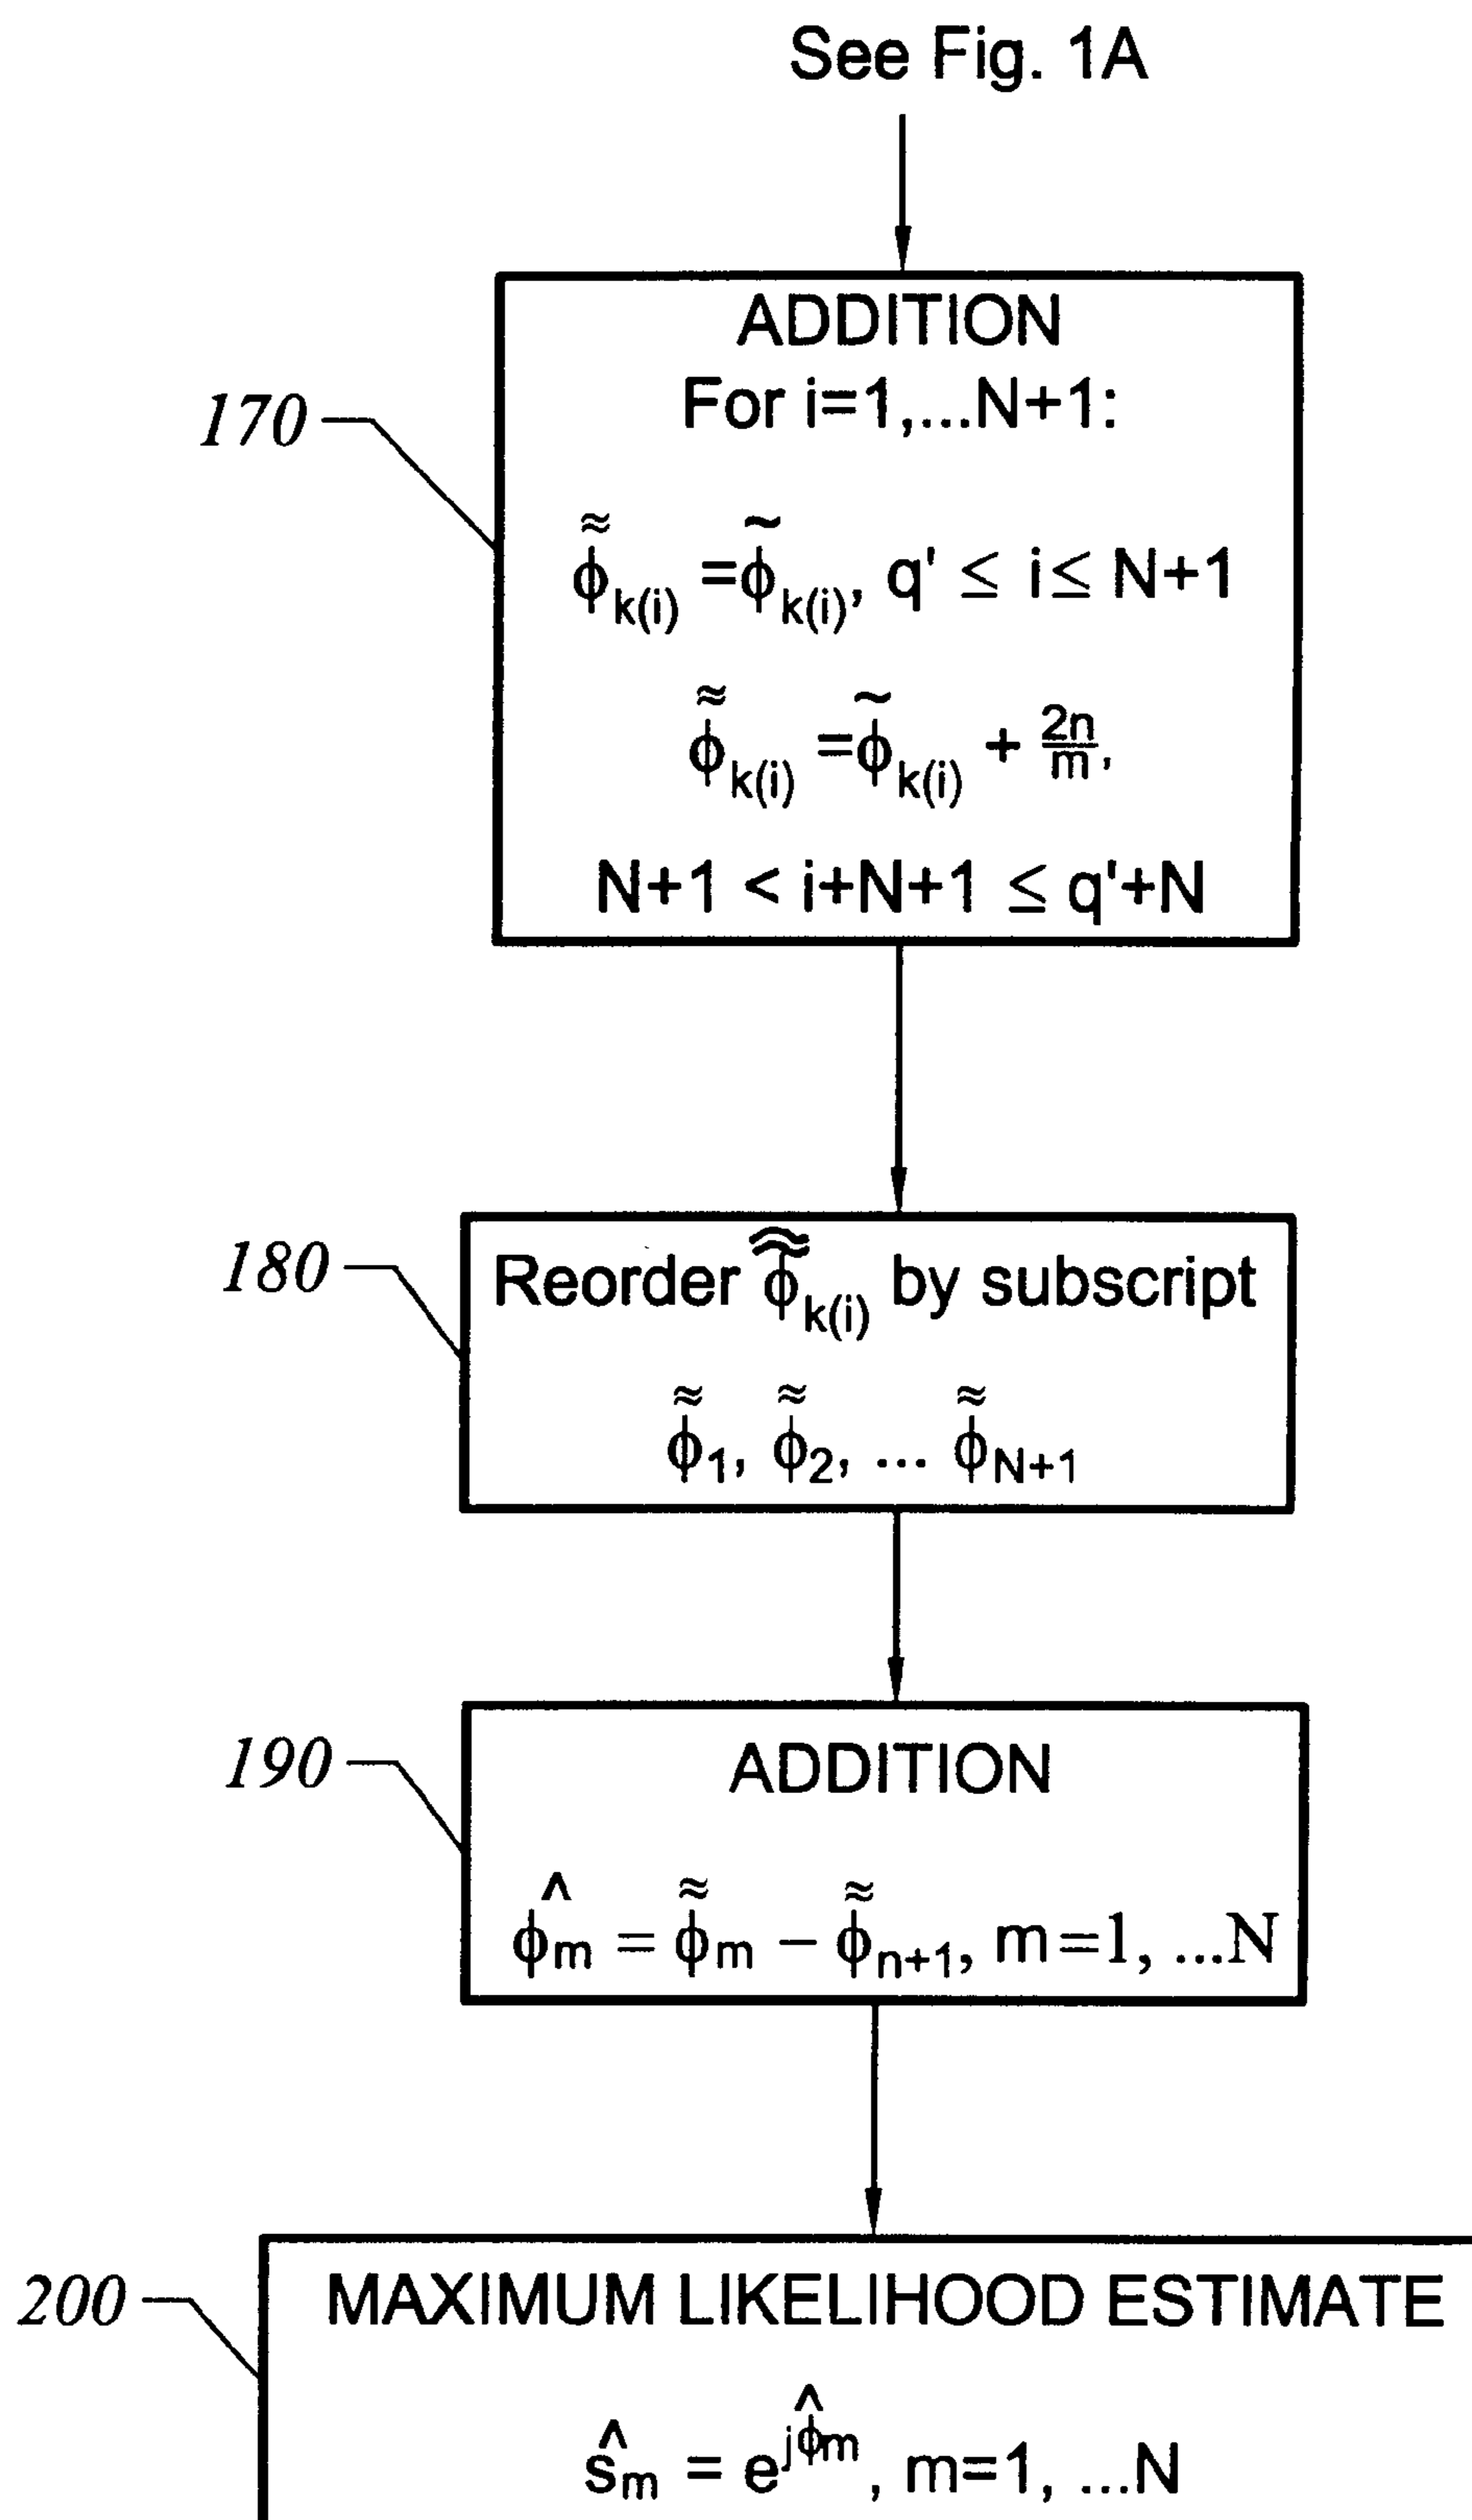 See Fig. 1A
ADDITION
For i=1,...N+1:
170
φ̃̃k(i) = φ̃k(i), q' ≤ i ≤ N+1
φ̃̃k(i) = φ̃k(i) + 2n/m,
N+1 < i+N+1 ≤ q'+N
180
Reorder φ̃̃k(i) by subscript
φ̃̃1, φ̃̃2, ... φ̃̃N+1
190
ADDITION
φ̂m = φ̃̃m − φ̃̃n+1, m=1, ...N
200
MAXIMUM LIKELIHOOD ESTIMATE
ŝm = e^jφ̂m, m=1, ...N